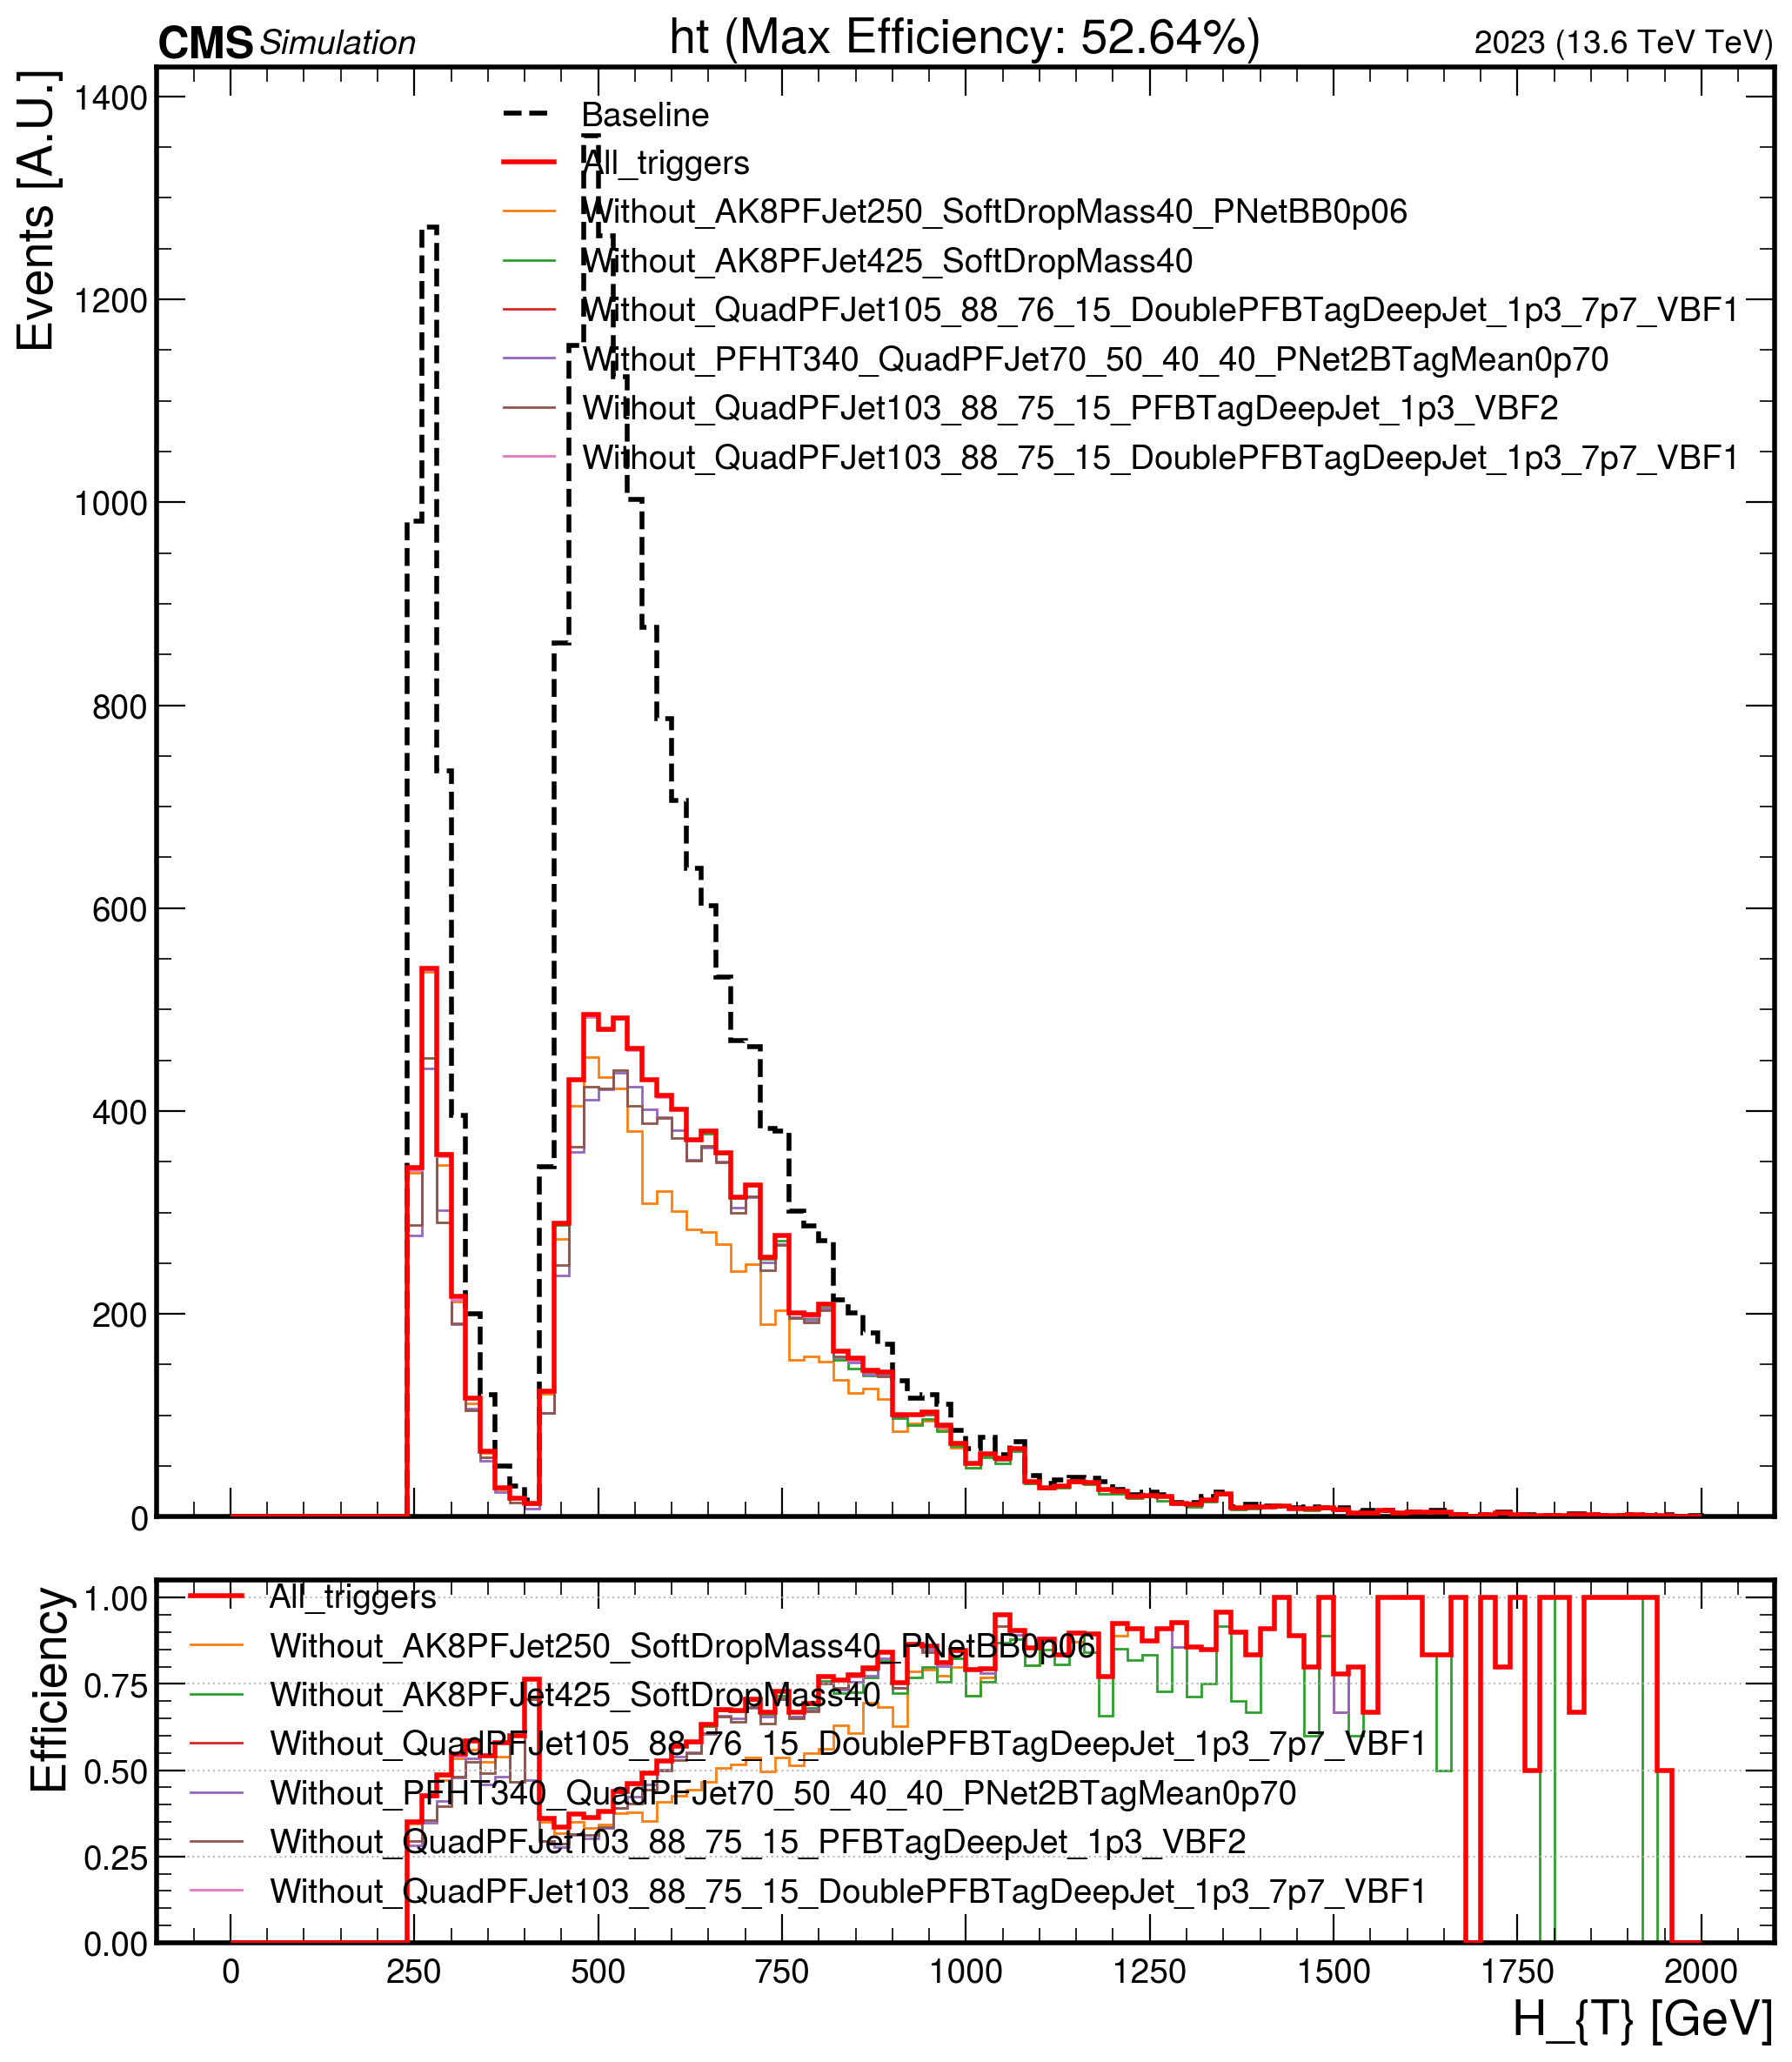 CMS Simulation ht (Max Efficiency: 52.64%) 2023 (13.6 TeV TeV)
Events [A.U.]
1400
1200
1000
800
600
400
200
0
Baseline
All_triggers
Without_AK8PFJet250_SoftDropMass40_PNetBB0p06
Without_AK8PFJet425_SoftDropMass40
Without_QuadPFJet105_88_76_15_DoublePFBTagDeepJet_1p3_7p7_VBF1
Without_PFHT340_QuadPFJet70_50_40_40_PNet2BTagMean0p70
Without_QuadPFJet103_88_75_15_PFBTagDeepJet_1p3_VBF2
Without_QuadPFJet103_88_75_15_DoublePFBTagDeepJet_1p3_7p7_VBF1
Efficiency
1.00
0.75
0.50
0.25
0.00
All_triggers
Without_AK8PFJet250_SoftDropMass40_PNetBB0p06
Without_AK8PFJet425_SoftDropMass40
Without_QuadPFJet105_88_76_15_DoublePFBTagDeepJet_1p3_7p7_VBF1
Without_PFHT340_QuadPFJet70_50_40_40_PNet2BTagMean0p70
Without_QuadPFJet103_88_75_15_PFBTagDeepJet_1p3_VBF2
Without_QuadPFJet103_88_75_15_DoublePFBTagDeepJet_1p3_7p7_VBF1
0 250 500 750 1000 1250 1500 1750 2000
H_{T} [GeV]